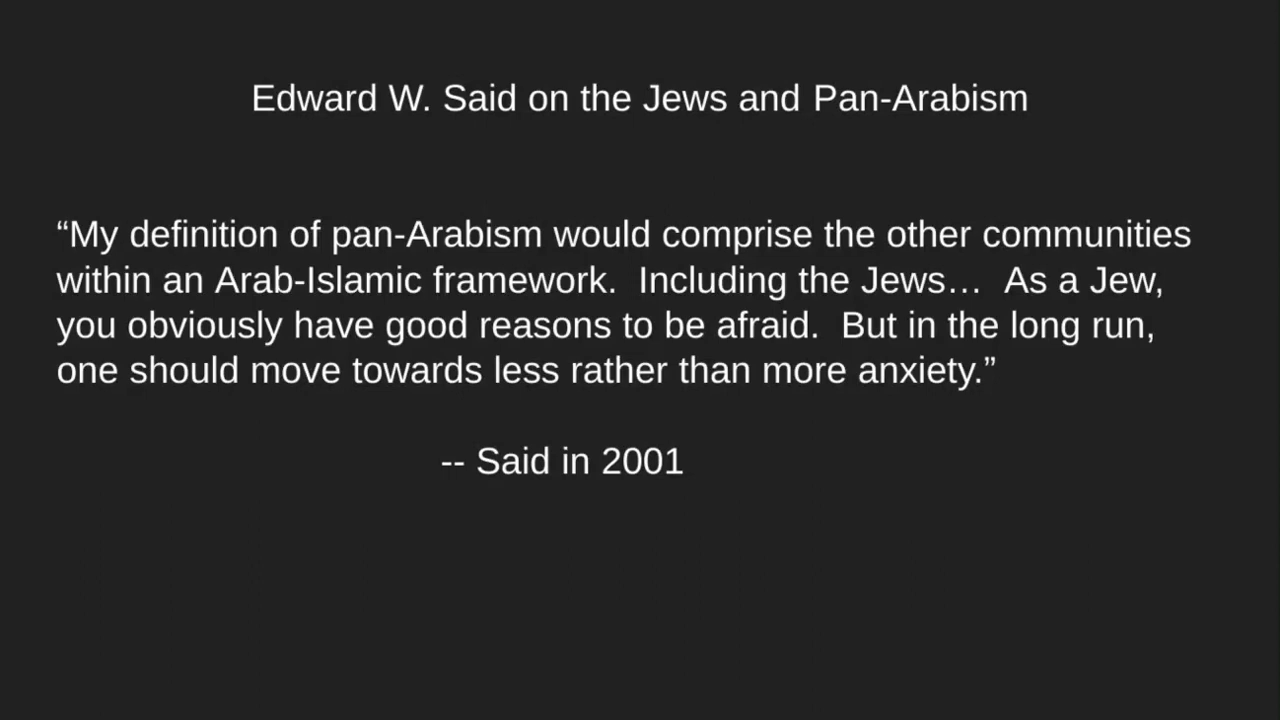 Edward W. Said on the Jews and Pan-Arabism
“My definition of pan-Arabism would comprise the other communities
within an Arab-Islamic framework.  Including the Jews…  As a Jew,
you obviously have good reasons to be afraid.  But in the long run,
one should move towards less rather than more anxiety.”
-- Said in 2001